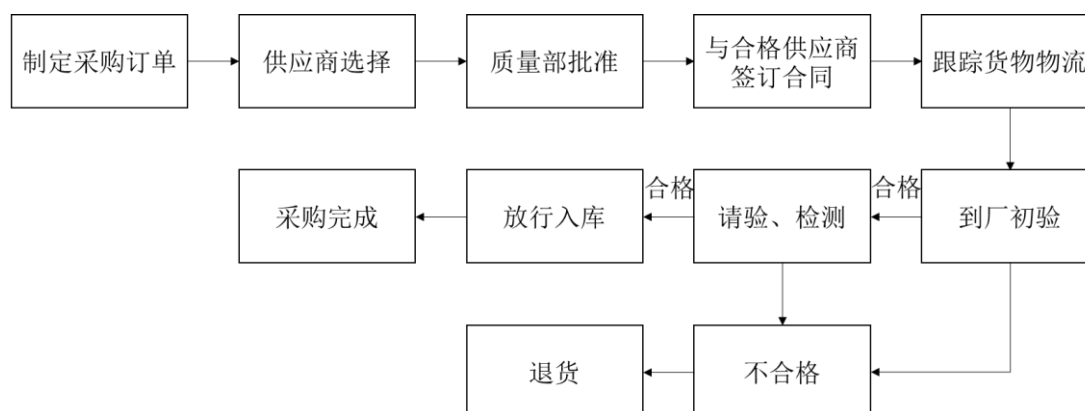 制定采购订单
供应商选择
质量部批准
与合格供应商
签订合同
跟踪货物物流
采购完成
放行入库
合格
请验、检测
合格
到厂初验
退货
不合格